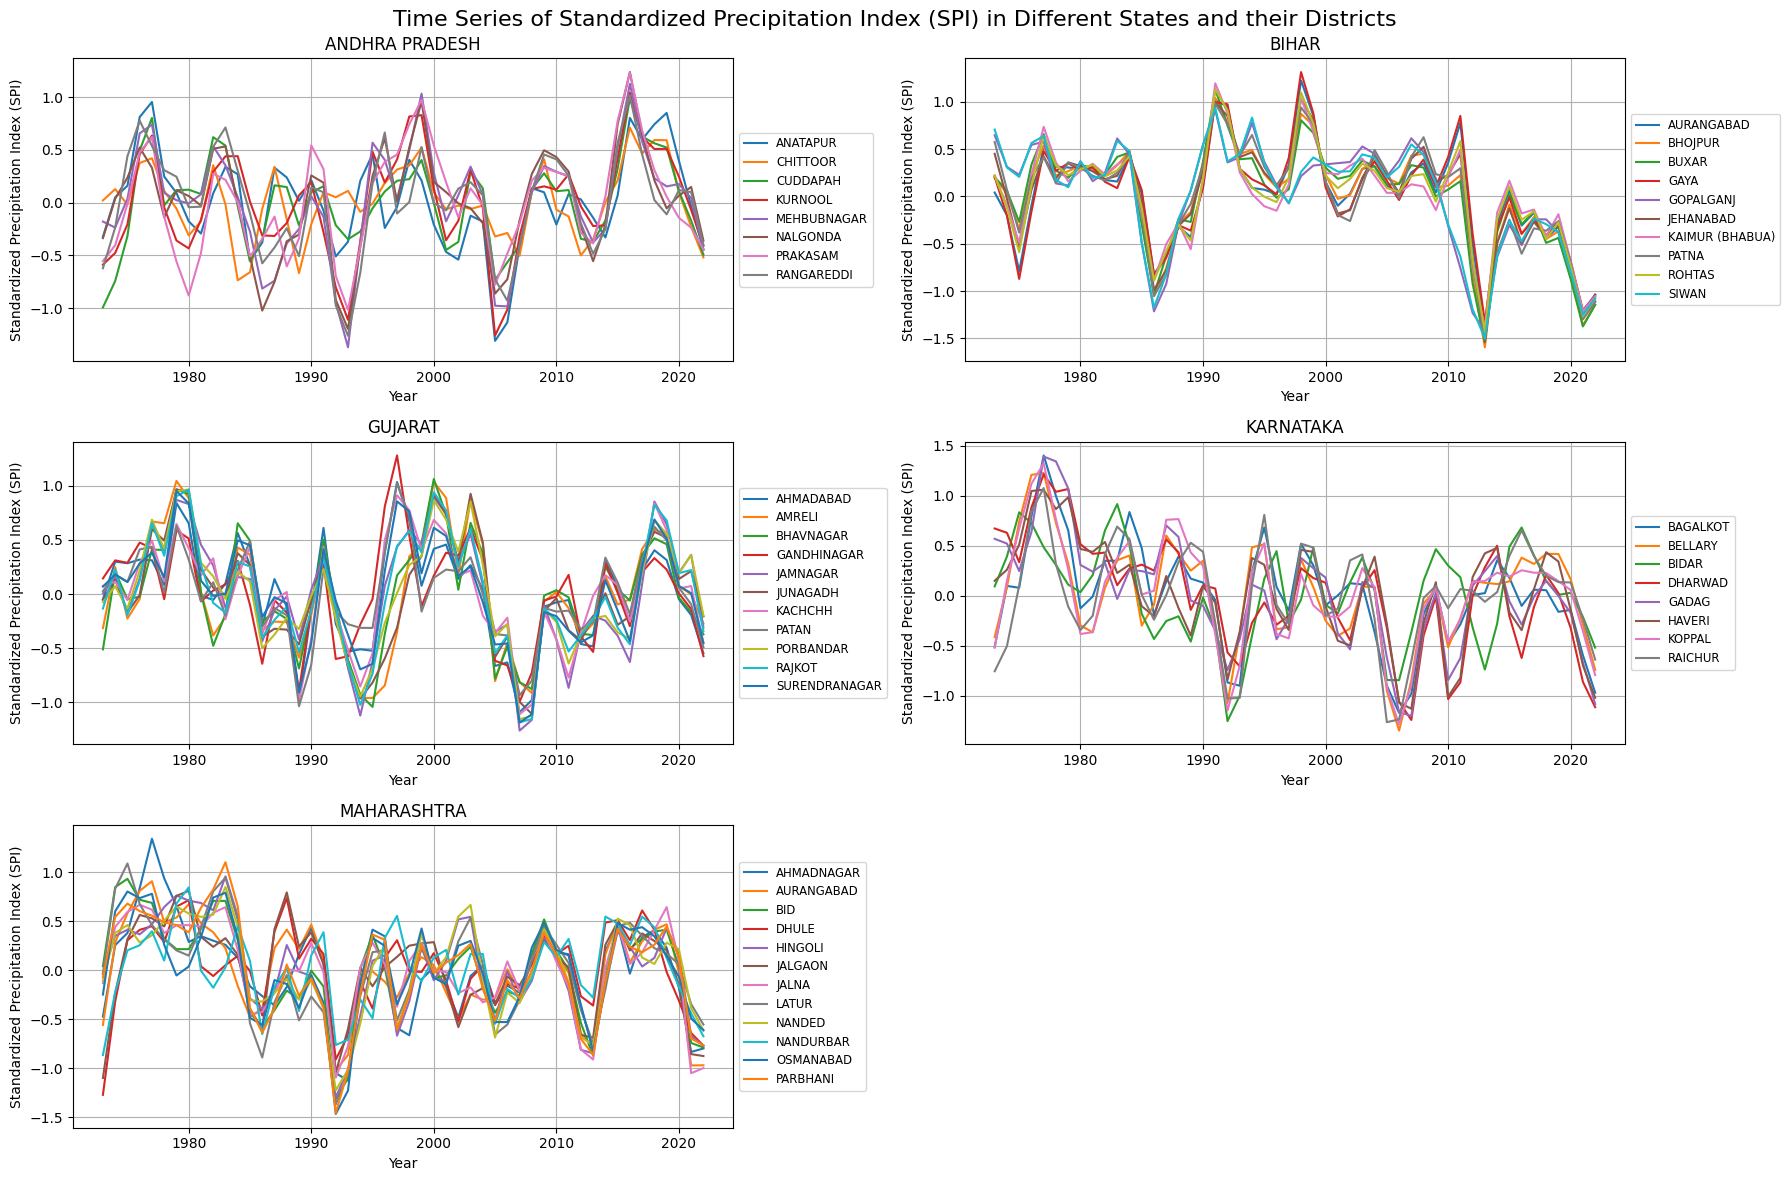 Time Series of Standardized Precipitation Index (SPI) in Different States and their Districts
ANDHRA PRADESH
Standardized Precipitation Index (SPI)
1.0
0.5
0.0
−0.5
−1.0
1980
1990
2000
2010
2020
Year
ANATAPUR
CHITTOOR
CUDDAPAH
KURNOOL
MEHBUBNAGAR
NALGONDA
PRAKASAM
RANGAREDDI
BIHAR
Standardized Precipitation Index (SPI)
1.0
0.5
0.0
−0.5
−1.0
−1.5
1980
1990
2000
2010
2020
Year
AURANGABAD
BHOJPUR
BUXAR
GAYA
GOPALGANJ
JEHANABAD
KAIMUR (BHABUA)
PATNA
ROHTAS
SIWAN
GUJARAT
Standardized Precipitation Index (SPI)
1.0
0.5
0.0
−0.5
−1.0
1980
1990
2000
2010
2020
Year
AHMADABAD
AMRELI
BHAVNAGAR
GANDHINAGAR
JAMNAGAR
JUNAGADH
KACHCHH
PATAN
PORBANDAR
RAJKOT
SURENDRANAGAR
KARNATAKA
Standardized Precipitation Index (SPI)
1.5
1.0
0.5
0.0
−0.5
−1.0
1980
1990
2000
2010
2020
Year
BAGALKOT
BELLARY
BIDAR
DHARWAD
GADAG
HAVERI
KOPPAL
RAICHUR
MAHARASHTRA
Standardized Precipitation Index (SPI)
1.0
0.5
0.0
−0.5
−1.0
−1.5
1980
1990
2000
2010
2020
Year
AHMADNAGAR
AURANGABAD
BID
DHULE
HINGOLI
JALGAON
JALNA
LATUR
NANDED
NANDURBAR
OSMANABAD
PARBHANI